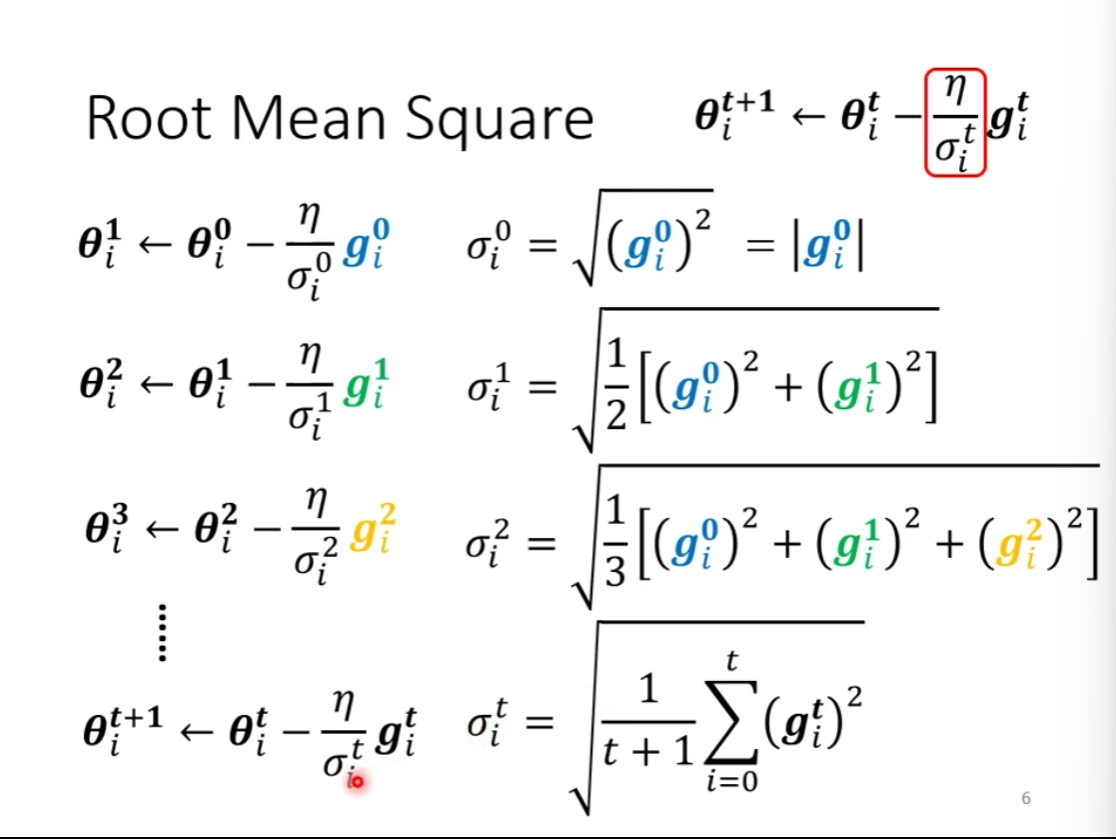 Root Mean Square
θᵢᵗ⁺¹ ← θᵢᵗ − η/σᵢᵗ gᵢᵗ
θᵢ¹ ← θᵢ⁰ − η/σᵢ⁰ gᵢ⁰  σᵢ⁰ = √(gᵢ⁰)² = |gᵢ⁰|
θᵢ² ← θᵢ¹ − η/σᵢ¹ gᵢ¹  σᵢ¹ = √1/2[(gᵢ⁰)² + (gᵢ¹)²]
θᵢ³ ← θᵢ² − η/σᵢ² gᵢ²  σᵢ² = √1/3[(gᵢ⁰)² + (gᵢ¹)² + (gᵢ²)²]
......
θᵢᵗ⁺¹ ← θᵢᵗ − η/σᵢᵗ gᵢᵗ  σᵢᵗ = √1/(t + 1) ∑ᵢ₌₀ᵗ (gᵢᵗ)²
6